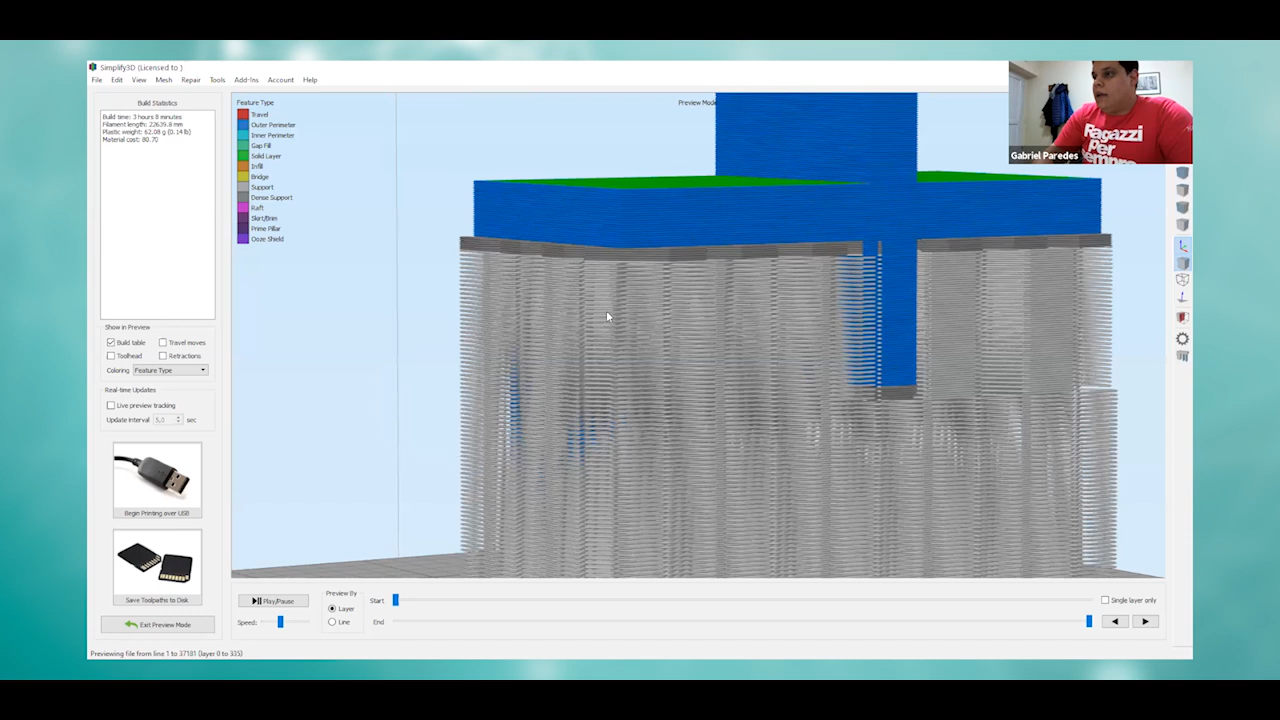 Simplify3D (Licensed to )
File Edit View Mesh Repair Tools Add-Ins Account Help
Build Statistics
Build time: 3 hours 8 minutes
Filament length: 22639.8 mm
Plastic weight: 62.08 g (0.14 lb)
Material cost: 80.70
Show in Preview
Build table
Travel moves
Toolhead
Retractions
Coloring Feature Type
Real-time Updates
Live preview tracking
Update interval 5,0 sec
Begin Printing over USB
Save Toolpaths to Disk
Exit Preview Mode
Previewing file from line 1 to 37181 (layer 0 to 335)
Feature Type
Travel
Outer Perimeter
Inner Perimeter
Gap Fill
Solid Layer
Infill
Bridge
Support
Dense Support
Raft
Skirt/Brim
Prime Pillar
Ooze Shield
Preview Mode
Play/Pause
Speed:
Preview By
Layer
Line
Start
End
Single layer only
Ragazzi
per
sempre
Gabriel Paredes